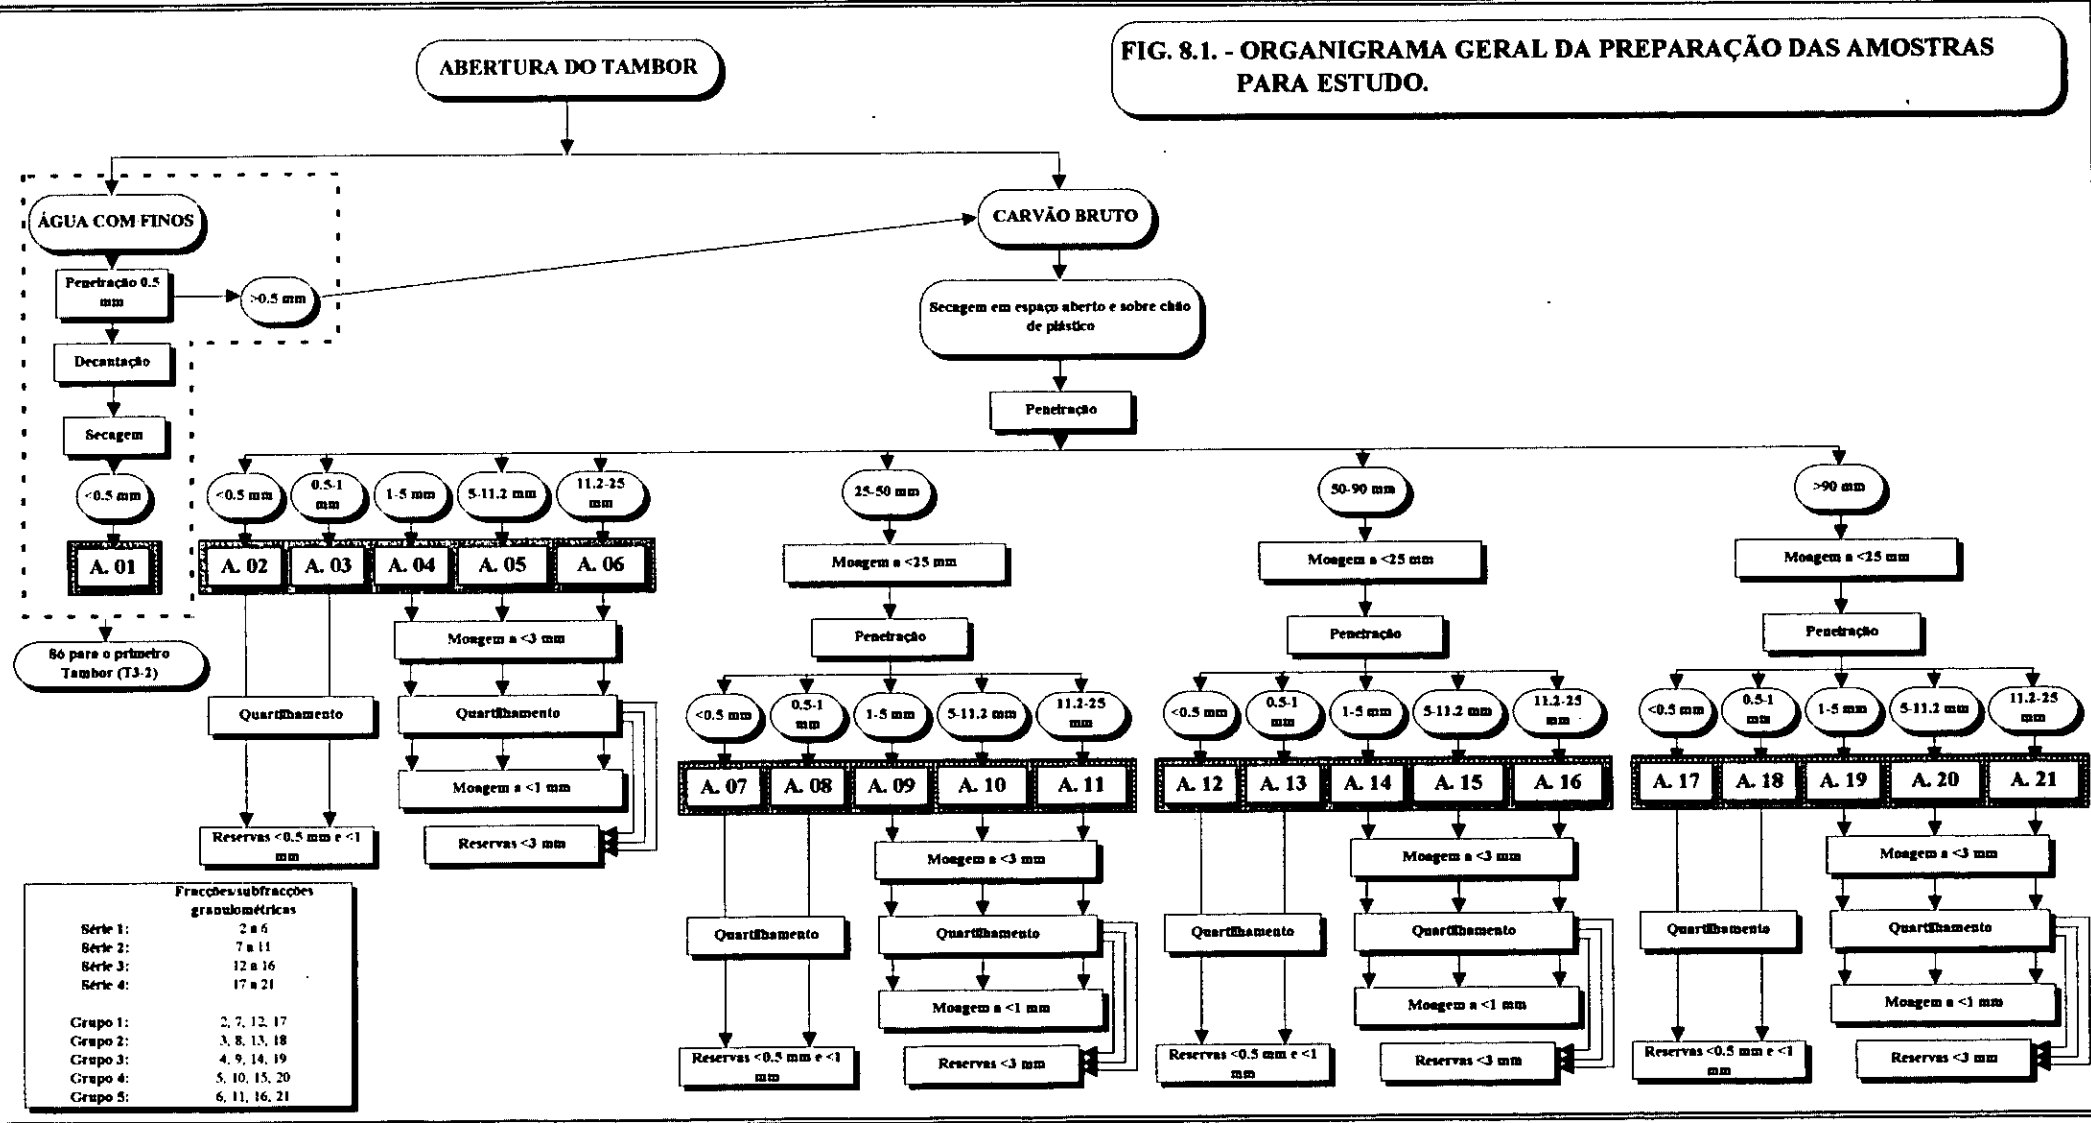 FIG. 8.1. - ORGANIGRAMA GERAL DA PREPARAÇÃO DAS AMOSTRAS
PARA ESTUDO.
ABERTURA DO TAMBOR
ÁGUA COM FINOS
CARVÃO BRUTO
Peneiração 0.5
mm
>0.5 mm
Decantação
Secagem
<0.5 mm
A. 01
Só para o primeiro
Tambor (T3-2)
Secagem em espaço aberto e sobre chão
de plástico
Peneiração
<0.5 mm
0.5-1
mm
1-5 mm
5-11.2 mm
11.2-25
mm
25-50 mm
50-90 mm
>90 mm
A. 02
A. 03
A. 04
A. 05
A. 06
Moagem a <3 mm
Quartilhamento
Quartilhamento
Moagem a <1 mm
Reservas <0.5 mm e <1
mm
Reservas <3 mm
Moagem a <25 mm
Peneiração
<0.5 mm
0.5-1
mm
1-5 mm
5-11.2 mm
11.2-25
mm
A. 07
A. 08
A. 09
A. 10
A. 11
Moagem a <3 mm
Quartilhamento
Quartilhamento
Moagem a <1 mm
Reservas <0.5 mm e <1
mm
Reservas <3 mm
Moagem a <25 mm
Peneiração
<0.5 mm
0.5-1
mm
1-5 mm
5-11.2 mm
11.2-25
mm
A. 12
A. 13
A. 14
A. 15
A. 16
Moagem a <3 mm
Quartilhamento
Quartilhamento
Moagem a <1 mm
Reservas <0.5 mm e <1
mm
Reservas <3 mm
Moagem a <25 mm
Peneiração
<0.5 mm
0.5-1
mm
1-5 mm
5-11.2 mm
11.2-25
mm
A. 17
A. 18
A. 19
A. 20
A. 21
Moagem a <3 mm
Quartilhamento
Quartilhamento
Moagem a <1 mm
Reservas <0.5 mm e <1
mm
Reservas <3 mm
Fracções/subfracções
granulométricas
Série 1: 2 a 6
Série 2: 7 a 11
Série 3: 12 a 16
Série 4: 17 a 21
Grupo 1: 2, 7, 12, 17
Grupo 2: 3, 8, 13, 18
Grupo 3: 4, 9, 14, 19
Grupo 4: 5, 10, 15, 20
Grupo 5: 6, 11, 16, 21